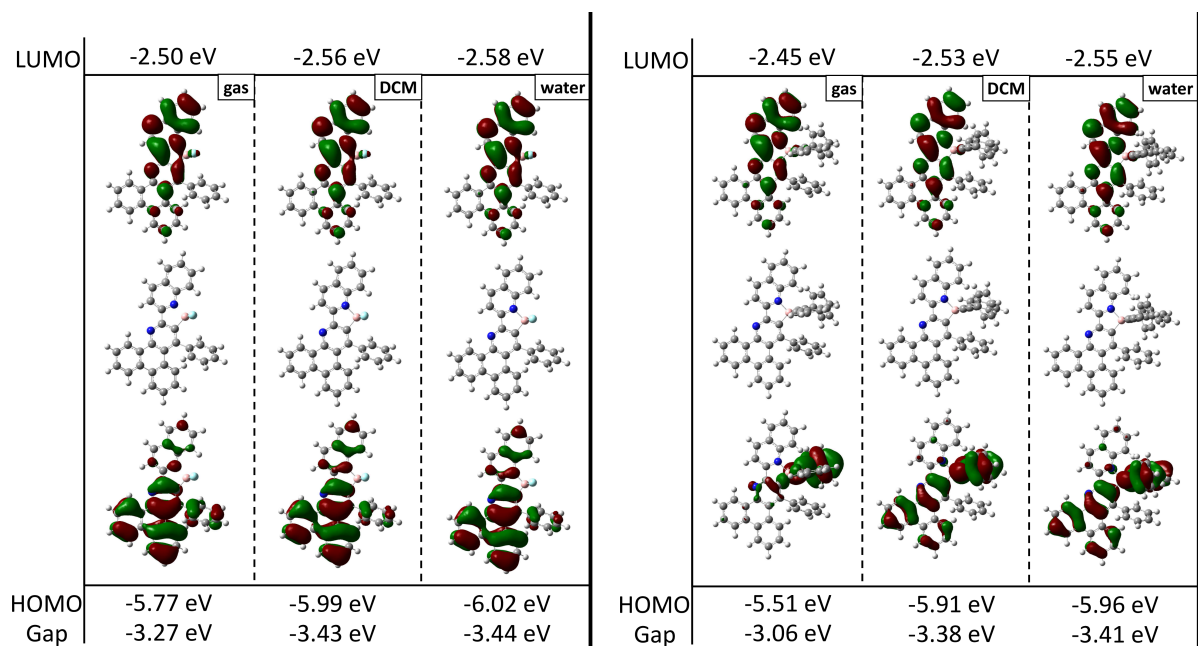 LUMO -2.50 eV -2.56 eV -2.58 eV
gas DCM water
HOMO -5.77 eV -5.99 eV -6.02 eV
Gap -3.27 eV -3.43 eV -3.44 eV
LUMO -2.45 eV -2.53 eV -2.55 eV
gas DCM water
HOMO -5.51 eV -5.91 eV -5.96 eV
Gap -3.06 eV -3.38 eV -3.41 eV